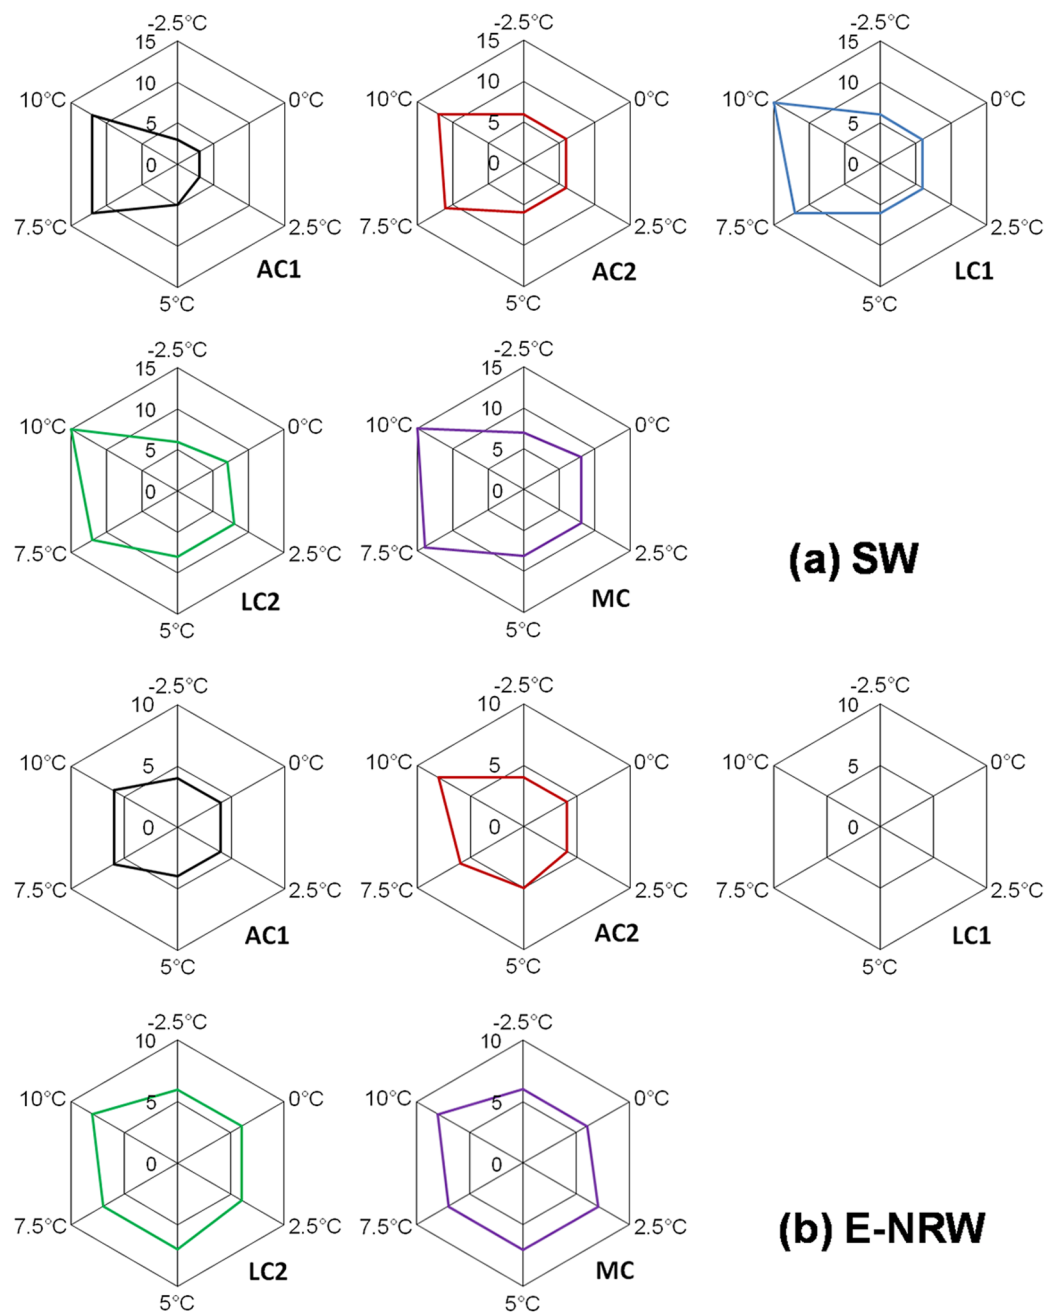 -2.5°C -2.5°C -2.5°C
15 15 15
10°C 10 0°C 10°C 10 0°C 10°C 10 0°C
5 5 5
0 0 0
7.5°C 2.5°C 7.5°C 2.5°C 7.5°C 2.5°C
AC1 AC2 LC1
5°C 5°C 5°C
-2.5°C -2.5°C
15 15
10°C 10 0°C 10°C 10 0°C
5 5
0 0
7.5°C 2.5°C 7.5°C 2.5°C
(a) SW
LC2 MC
5°C 5°C
-2.5°C -2.5°C -2.5°C
10 10 10
10°C 5 0°C 10°C 5 0°C 10°C 5 0°C
0 0 0
7.5°C 2.5°C 7.5°C 2.5°C 7.5°C 2.5°C
AC1 AC2 LC1
5°C 5°C 5°C
-2.5°C -2.5°C
10 10
10°C 5 0°C 10°C 5 0°C
0 0
7.5°C 2.5°C 7.5°C 2.5°C
(b) E-NRW
LC2 MC
5°C 5°C